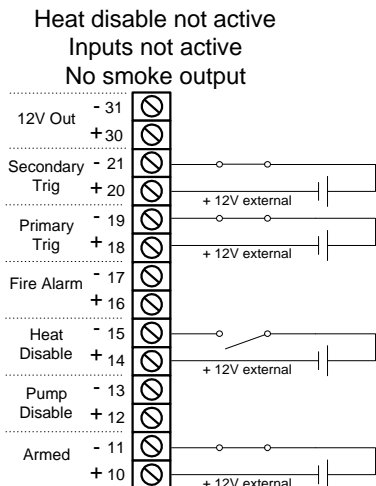 Heat disable not active
Inputs not active
No smoke output
12V Out
- 31
+ 30
Secondary Trig
- 21
+ 20
+ 12V external
Primary Trig
- 19
+ 18
+ 12V external
Fire Alarm
- 17
+ 16
Heat Disable
- 15
+ 14
+ 12V external
Pump Disable
- 13
+ 12
Armed
- 11
+ 10
+ 12V external